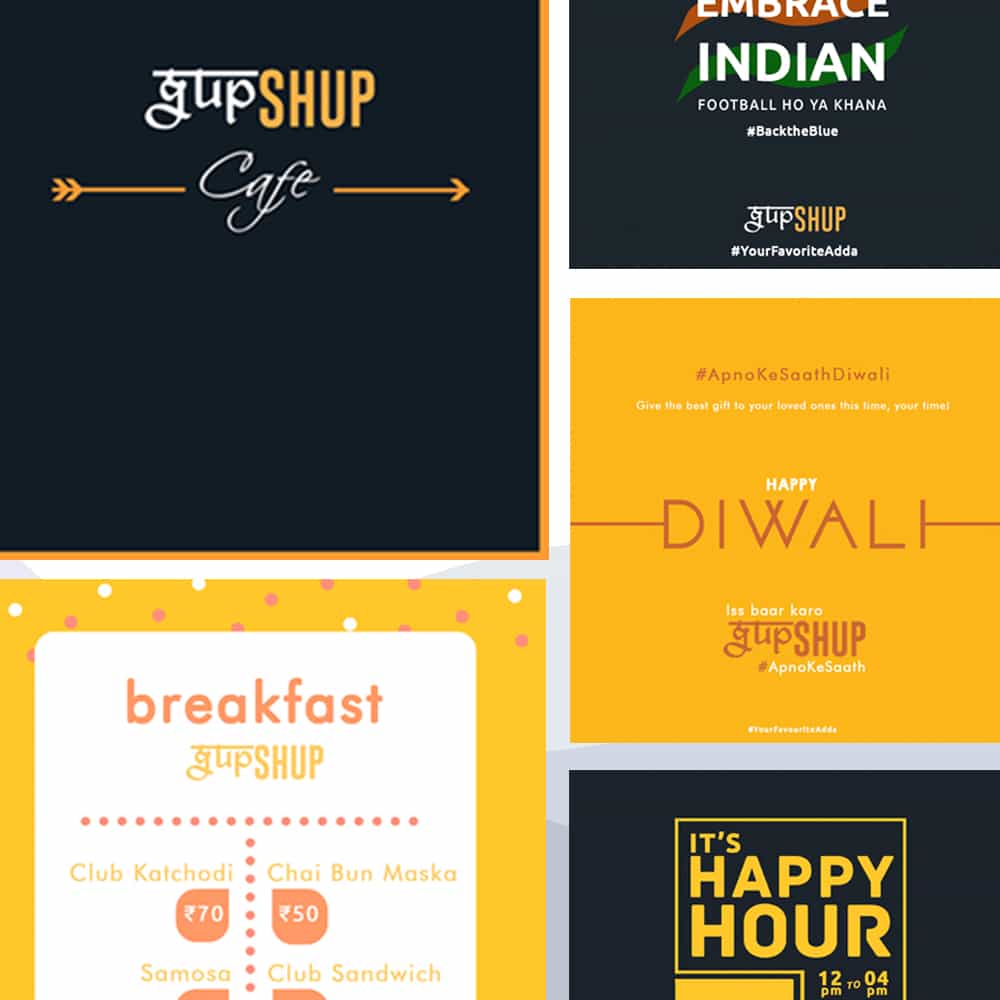 gupSHUP
Cafe
EMBRACE
INDIAN
FOOTBALL HO YA KHANA
#BacktheBlue
gupSHUP
#YourFavoriteAdda
#ApnoKeSaathDiwali
Give the best gift to your loved ones this time, your time!
HAPPY
DIWALI
Iss baar karo
gupSHUP
#ApnoKeSaath
#YourFavouriteAdda
breakfast
gupSHUP
Club Katchodi Chai Bun Maska
₹70 ₹50
Samosa Club Sandwich
IT'S
HAPPY
HOUR
12 pm TO 04 pm